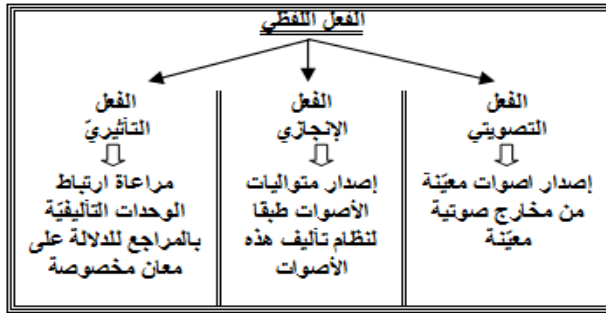 الفعل اللفظي
الفعل
التصويتي
إصدار اصوات معيّنة
من مخارج صوتية
معيّنة
الفعل
الإنجازي
إصدار متواليات
الأصوات طبقا
لنظام تأليف هذه
الأصوات
الفعل
التأثيريّ
مراعاة ارتباط
الوحدات التأليفيّة
بالمراجع للدلالة على
معان مخصوصة